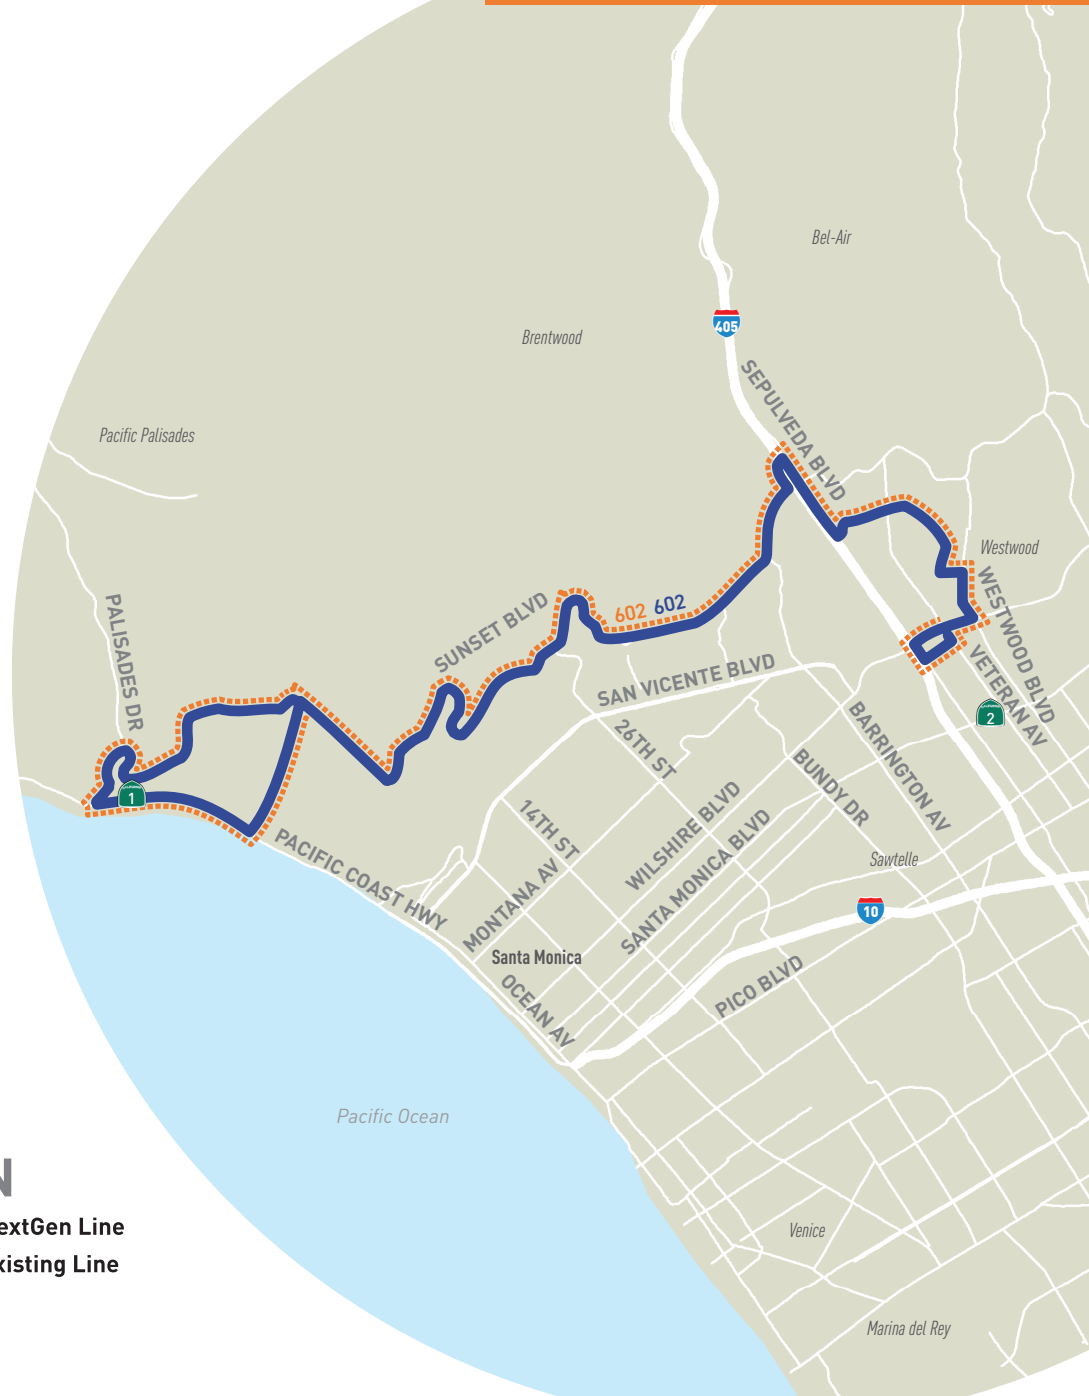 Bel-Air
405
Brentwood
SEPULVEDA BLVD
Pacific Palisades
Westwood
PALISADES DR
SUNSET BLVD
602 602
WESTWOOD BLVD
SAN VICENTE BLVD
VETERAN AV
2
BARRINGTON AV
26TH ST
BUNDY DR
1
14TH ST
WILSHIRE BLVD
SANTA MONICA BLVD
PACIFIC COAST HWY
MONTANA AV
Sawtelle
10
Santa Monica
PICO BLVD
OCEAN AV
Pacific Ocean
N
extGen Line
xisting Line
Venice
Marina del Rey